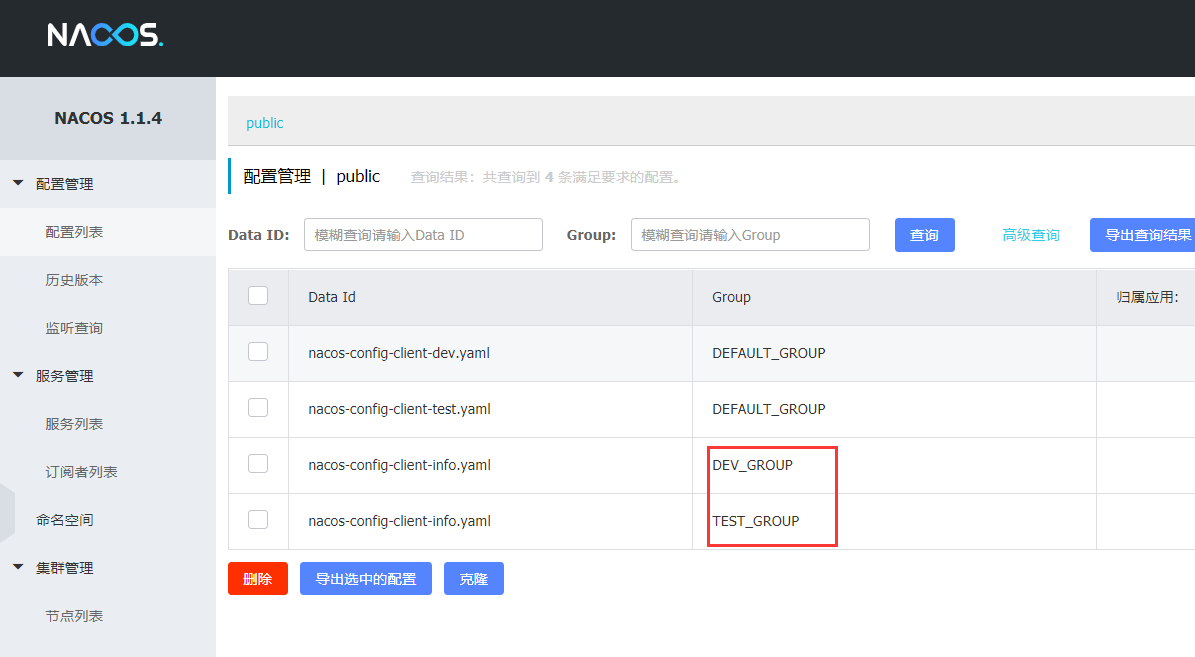 NACOS.
NACOS 1.1.4
配置管理
配置列表
历史版本
监听查询
服务管理
服务列表
订阅者列表
命名空间
集群管理
节点列表
public
配置管理 | public 查询结果：共查询到 4 条满足要求的配置。
Data ID: 模糊查询请输入Data ID Group: 模糊查询请输入Group 查询 高级查询 导出查询结果
Data Id Group 归属应用:
nacos-config-client-dev.yaml DEFAULT_GROUP
nacos-config-client-test.yaml DEFAULT_GROUP
nacos-config-client-info.yaml DEV_GROUP
nacos-config-client-info.yaml TEST_GROUP
删除 导出选中的配置 克隆